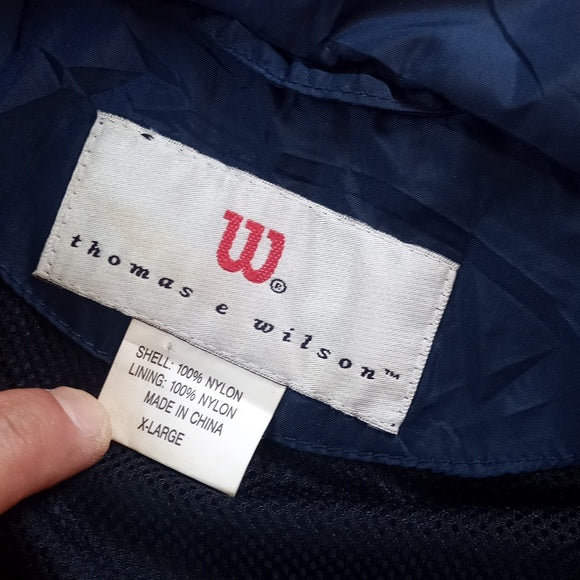 W®
thomas e wilson™
SHELL: 100% NYLON
LINING: 100% NYLON
MADE IN CHINA
X-LARGE